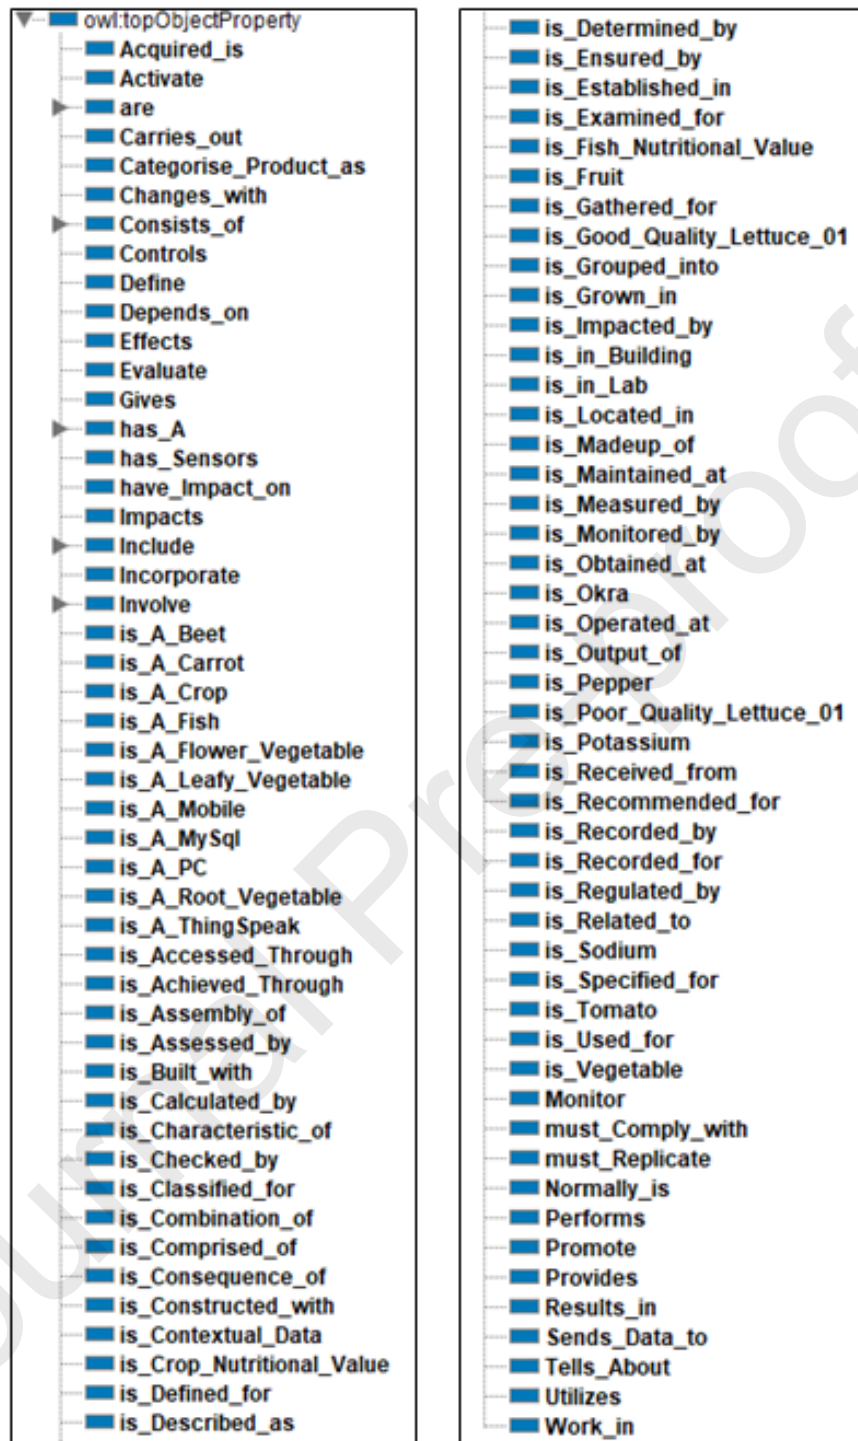 owl:topObjectProperty
Acquired_is
Activate
are
Carries_out
Categorise_Product_as
Changes_with
Consists_of
Controls
Define
Depends_on
Effects
Evaluate
Gives
has_A
has_Sensors
have_Impact_on
Impacts
Include
Incorporate
Involve
is_A_Beet
is_A_Carrot
is_A_Crop
is_A_Fish
is_A_Flower_Vegetable
is_A_Leafy_Vegetable
is_A_Mobile
is_A_MySql
is_A_PC
is_A_Root_Vegetable
is_A_ThingSpeak
is_Accessed_Through
is_Achieved_Through
is_Assembly_of
is_Assessed_by
is_Built_with
is_Calculated_by
is_Characteristic_of
is_Checked_by
is_Classified_for
is_Combination_of
is_Comprised_of
is_Consequence_of
is_Constructed_with
is_Contextual_Data
is_Crop_Nutritional_Value
is_Defined_for
is_Described_as
is_Determined_by
is_Ensured_by
is_Established_in
is_Examined_for
is_Fish_Nutritional_Value
is_Fruit
is_Gathered_for
is_Good_Quality_Lettuce_01
is_Grouped_into
is_Grown_in
is_Impacted_by
is_in_Building
is_in_Lab
is_Located_in
is_Madeup_of
is_Maintained_at
is_Measured_by
is_Monitored_by
is_Obtained_at
is_Okra
is_Operated_at
is_Output_of
is_Pepper
is_Poor_Quality_Lettuce_01
is_Potassium
is_Received_from
is_Recommended_for
is_Recorded_by
is_Recorded_for
is_Regulated_by
is_Related_to
is_Sodium
is_Specified_for
is_Tomato
is_Used_for
is_Vegetable
Monitor
must_Comply_with
must_Replicate
Normally_is
Performs
Promote
Provides
Results_in
Sends_Data_to
Tells_About
Utilizes
Work_in
ournal Pre-proof